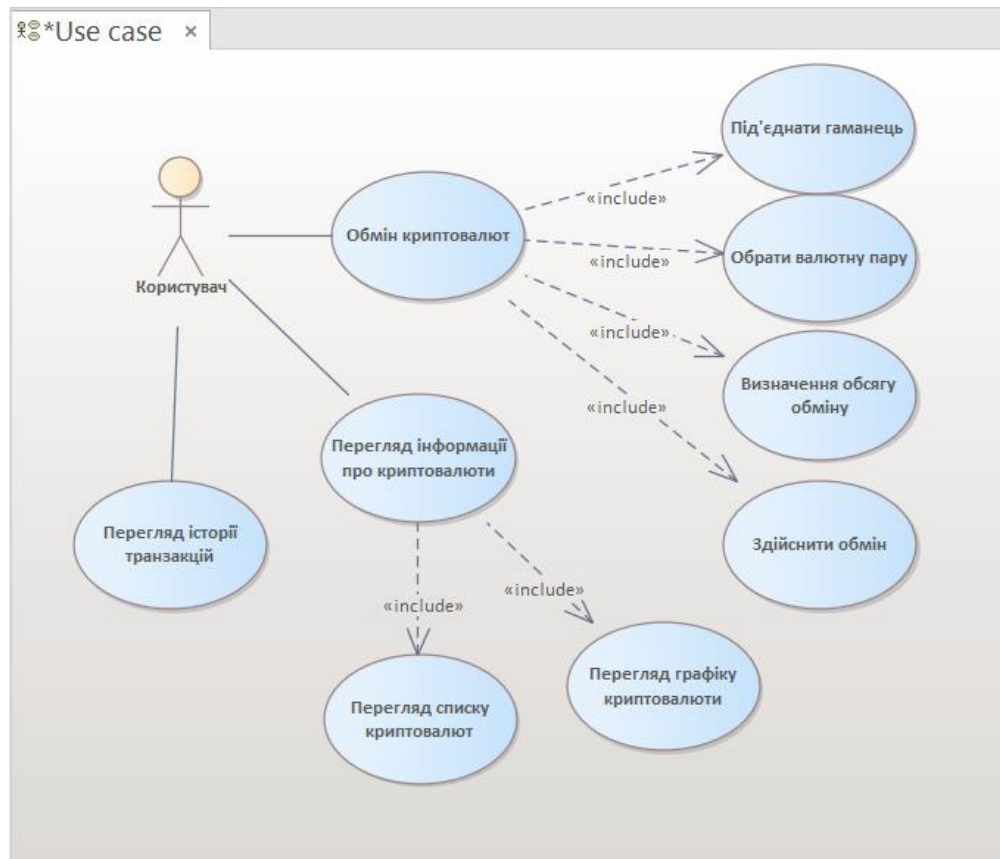 *Use case ×
Під'єднати гаманець
«include»
Обмін криптовалют
Обрати валютну пару
«include»
Користувач
«include»
Визначення обсягу
обміну
«include»
Перегляд інформації
про криптовалюти
Перегляд історії
транзакцій
Здійснити обмін
«include»
«include»
Перегляд графіку
криптовалюти
Перегляд списку
криптовалют